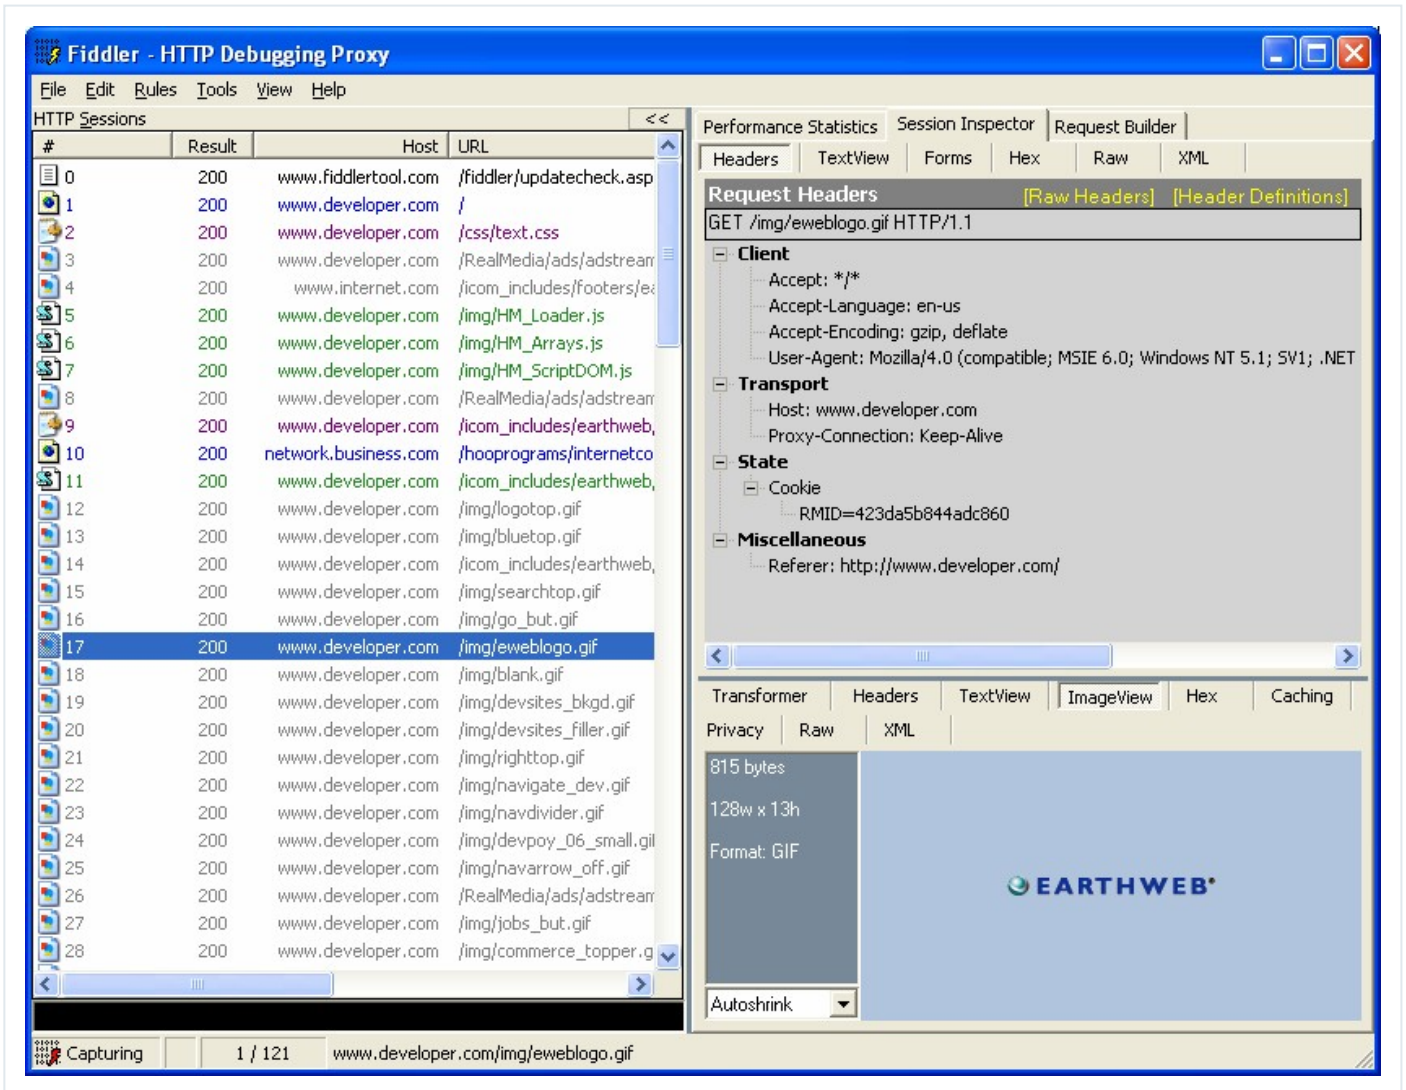 Fiddler - HTTP Debugging Proxy
File Edit Rules Tools View Help
HTTP Sessions <<
# Result Host URL
0 200 www.fiddlertool.com /fiddler/updatecheck.asp
1 200 www.developer.com /
2 200 www.developer.com /css/text.css
3 200 www.developer.com /RealMedia/ads/adstream
4 200 www.internet.com /icom_includes/footers/ea
5 200 www.developer.com /img/HM_Loader.js
6 200 www.developer.com /img/HM_Arrays.js
7 200 www.developer.com /img/HM_ScriptDOM.js
8 200 www.developer.com /RealMedia/ads/adstream
9 200 www.developer.com /icom_includes/earthweb,
10 200 network.business.com /hooprograms/internetco
11 200 www.developer.com /icom_includes/earthweb,
12 200 www.developer.com /img/logotop.gif
13 200 www.developer.com /img/bluetop.gif
14 200 www.developer.com /icom_includes/earthweb,
15 200 www.developer.com /img/searchtop.gif
16 200 www.developer.com /img/go_but.gif
17 200 www.developer.com /img/eweblogo.gif
18 200 www.developer.com /img/blank.gif
19 200 www.developer.com /img/devsites_bkgd.gif
20 200 www.developer.com /img/devsites_filler.gif
21 200 www.developer.com /img/righttop.gif
22 200 www.developer.com /img/navigate_dev.gif
23 200 www.developer.com /img/navdivider.gif
24 200 www.developer.com /img/devpoy_06_small.gif
25 200 www.developer.com /img/navarrow_off.gif
26 200 www.developer.com /RealMedia/ads/adstream
27 200 www.developer.com /img/jobs_but.gif
28 200 www.developer.com /img/commerce_topper.g
Performance Statistics Session Inspector Request Builder
Headers TextView Forms Hex Raw XML
Request Headers [Raw Headers] [Header Definitions]
GET /img/eweblogo.gif HTTP/1.1
Client
Accept: */*
Accept-Language: en-us
Accept-Encoding: gzip, deflate
User-Agent: Mozilla/4.0 (compatible; MSIE 6.0; Windows NT 5.1; SV1; .NET
Transport
Host: www.developer.com
Proxy-Connection: Keep-Alive
State
Cookie
RMID=423da5b844adc860
Miscellaneous
Referer: http://www.developer.com/
Transformer Headers TextView ImageView Hex Caching
Privacy Raw XML
815 bytes
128w x 13h
Format: GIF
EARTHWEB
Autoshrink
Capturing 1 / 121 www.developer.com/img/eweblogo.gif